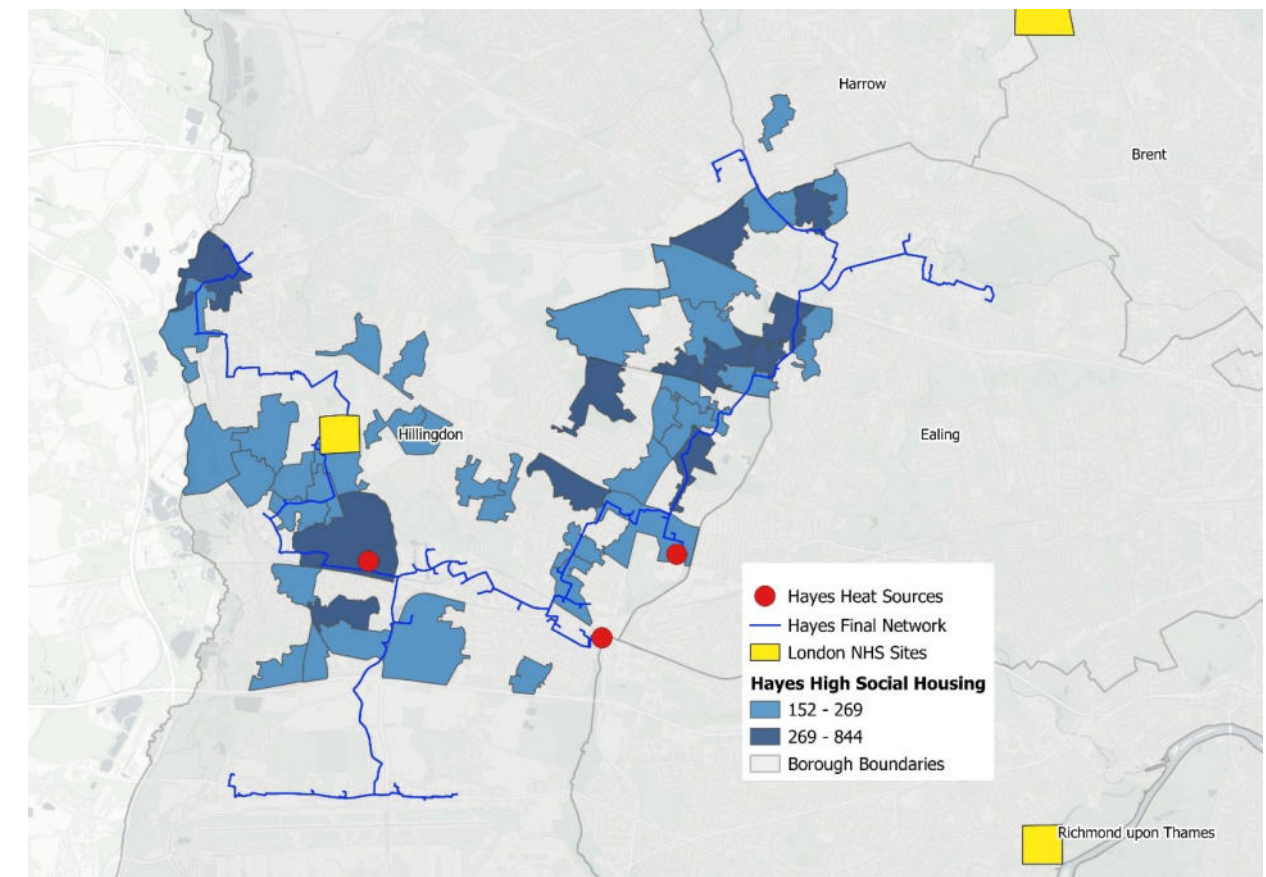 Harrow
Brent
Hillingdon
Ealing
Hayes Heat Sources
Hayes Final Network
London NHS Sites
Hayes High Social Housing
152 - 269
269 - 844
Borough Boundaries
Richmond upon Thames